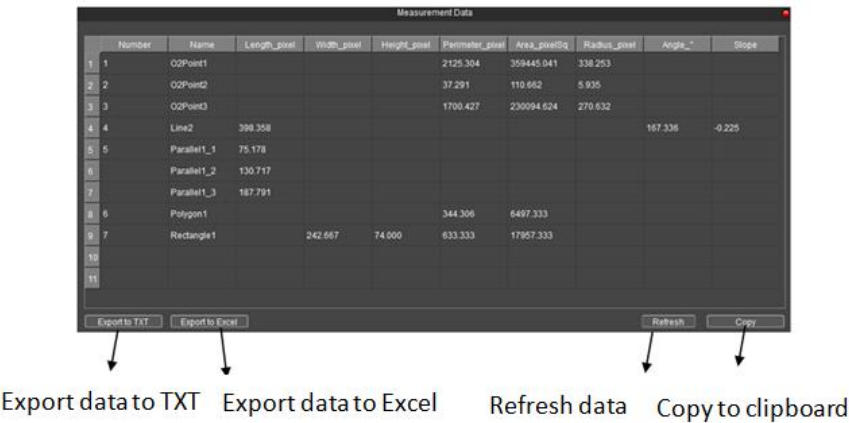 Measurement Data
Number Name Length_pixel Width_pixel Height_pixel Perimeter_pixel Area_pixelSq Radius_pixel Angle_° Slope
1 1 O2Point1 2125.304 359445.041 338.253
2 2 O2Point2 37.291 110.662 5.935
3 3 O2Point3 1700.427 230094.624 270.632
4 4 Line2 398.358 167.336 -0.225
5 5 Parallel1_1 75.178
6 Parallel1_2 130.717
7 Parallel1_3 187.791
8 6 Polygon1 344.306 6497.333
9 7 Rectangle1 242.667 74.000 633.333 17957.333
10
11
Export to TXT Export to Excel Refresh Copy
Export data to TXT Export data to Excel Refresh data Copy to clipboard